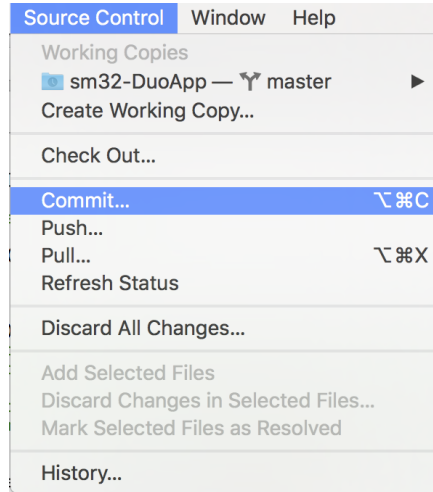 Source Control Window Help
Working Copies
sm32-DuoApp — master ▶
Create Working Copy...
Check Out...
Commit... ⌥⌘C
Push...
Pull... ⌥⌘X
Refresh Status
Discard All Changes...
Add Selected Files
Discard Changes in Selected Files...
Mark Selected Files as Resolved
History...